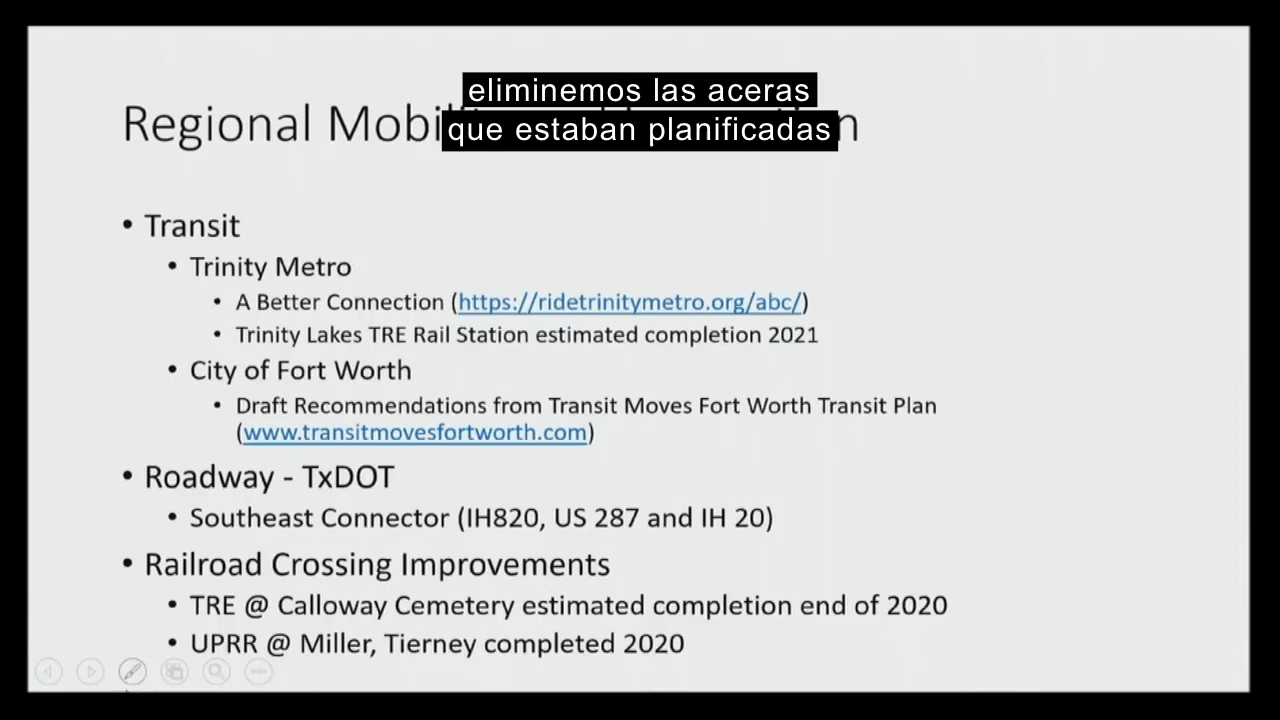 eliminemos las aceras
que estaban planificadas
Regional Mobi
• Transit
• Trinity Metro
• A Better Connection (https://ridetrinitymetro.org/abc/)
• Trinity Lakes TRE Rail Station estimated completion 2021
• City of Fort Worth
• Draft Recommendations from Transit Moves Fort Worth Transit Plan
(www.transitmovesfortworth.com)
• Roadway - TxDOT
• Southeast Connector (IH820, US 287 and IH 20)
• Railroad Crossing Improvements
• TRE @ Calloway Cemetery estimated completion end of 2020
• UPRR @ Miller, Tierney completed 2020